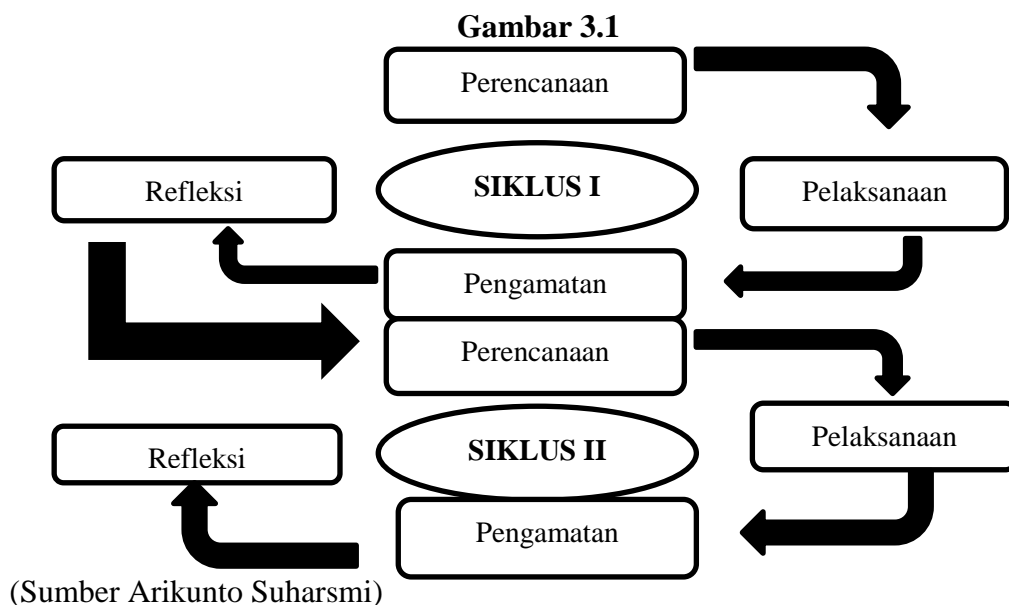 Gambar 3.1
Perencanaan
Refleksi
SIKLUS I
Pelaksanaan
Pengamatan
Perencanaan
Refleksi
SIKLUS II
Pelaksanaan
Pengamatan
(Sumber Arikunto Suharsmi)